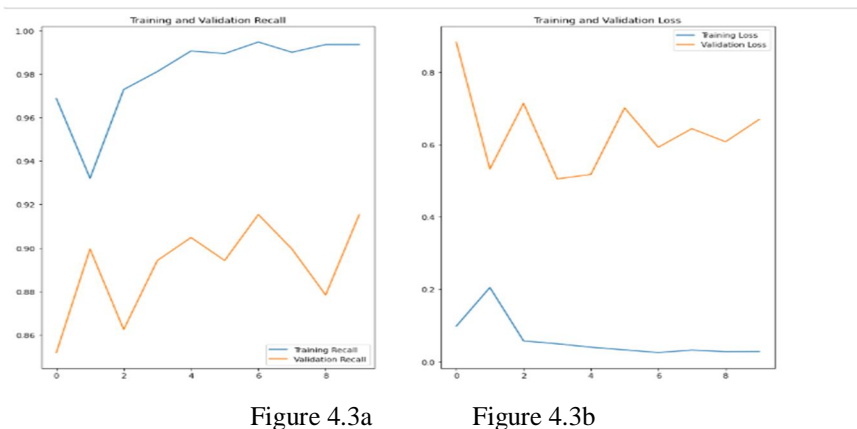 Training and Validation Recall
1.00
0.98
0.96
0.94
0.92
0.90
0.88
0.86
0 2 4 6 8
Training Recall
Validation Recall
Training and Validation Loss
Training Loss
Validation Loss
0.8
0.6
0.4
0.2
0.0
0 2 4 6 8
Figure 4.3a Figure 4.3b